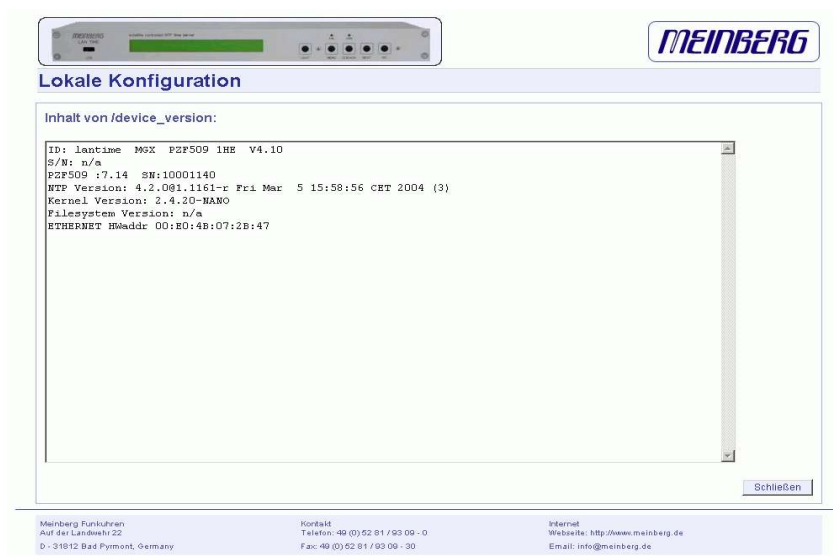 MEINBERG
LAN TIME
MEINBERG
Lokale Konfiguration
Inhalt von /device_version:
ID: lantime  MGX  PZF509 1HE  V4.10
S/N: n/a
PZF509 :7.14  SN:10001140
NTP Version: 4.2.0@1.1161-r Fri Mar  5 15:58:56 CET 2004 (3)
Kernel Version: 2.4.20-NANO
Filesystem Version: n/a
ETHERNET HWaddr 00:E0:4B:07:2B:47
Schließen
Meinberg Funkuhren
Auf der Landwehr 22
D - 31812 Bad Pyrmont, Germany
Kontakt
Telefon: 49 (0) 52 81 / 93 09 - 0
Fax: 49 (0) 52 81 / 93 09 - 30
Internet
Webseite: http://www.meinberg.de
Email: info@meinberg.de